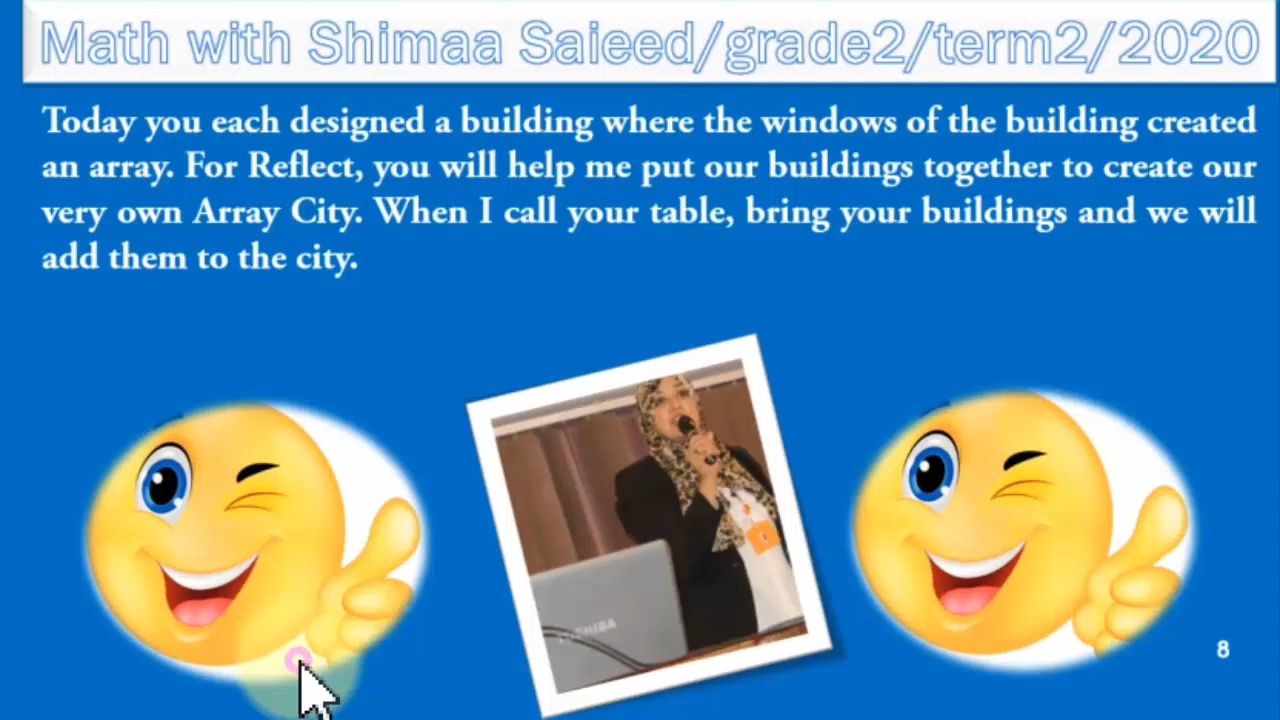 Math with Shimaa Saieed/grade2/term2/2020
Today you each designed a building where the windows of the building created
an array. For Reflect, you will help me put our buildings together to create our
very own Array City. When I call your table, bring your buildings and we will
add them to the city.
TOSHIBA
8